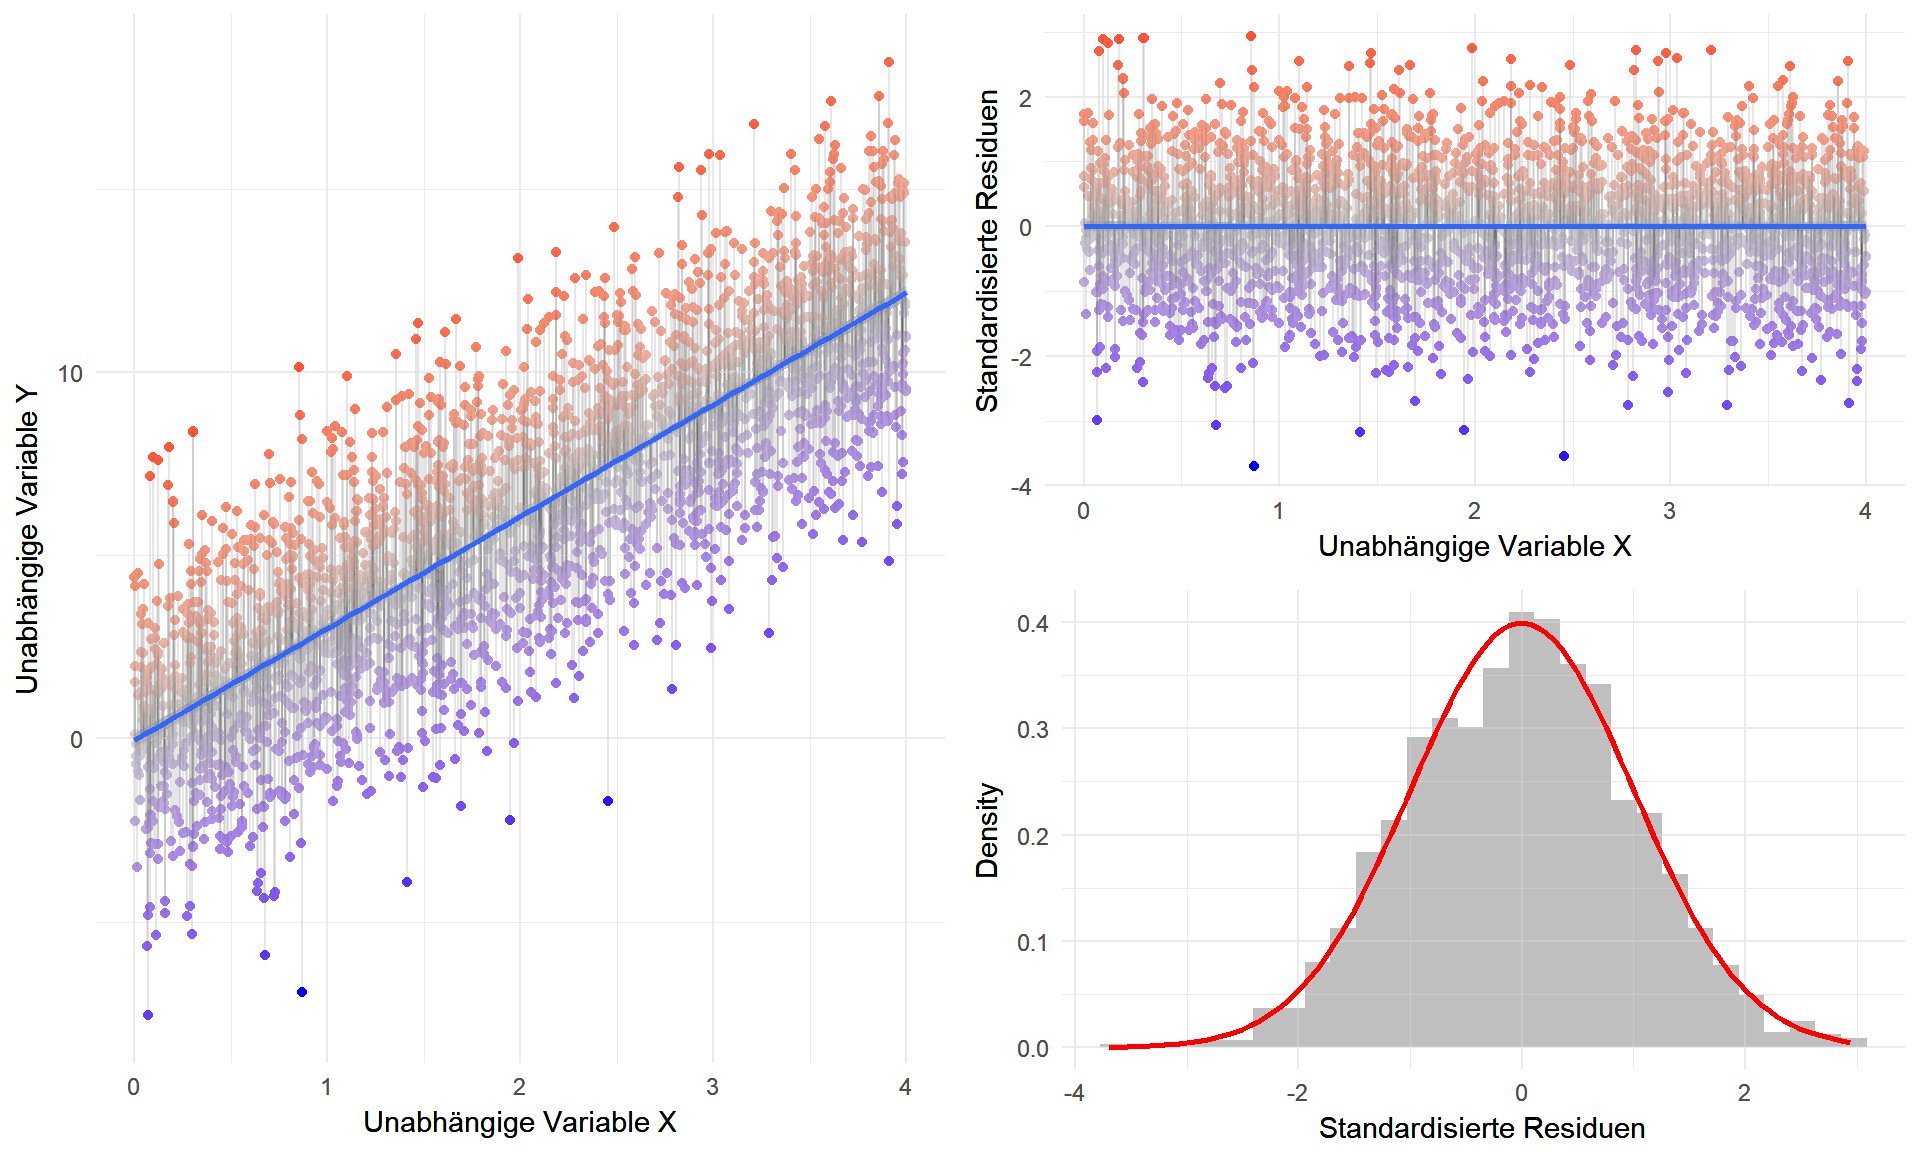 Unabhängige Variable Y
10
0
0 1 2 3 4
Unabhängige Variable X
Standardisierte Residuen
2
0
-2
-4
0 1 2 3 4
Unabhängige Variable X
Density
0.4
0.3
0.2
0.1
0.0
-4 -2 0 2
Standardisierte Residuen